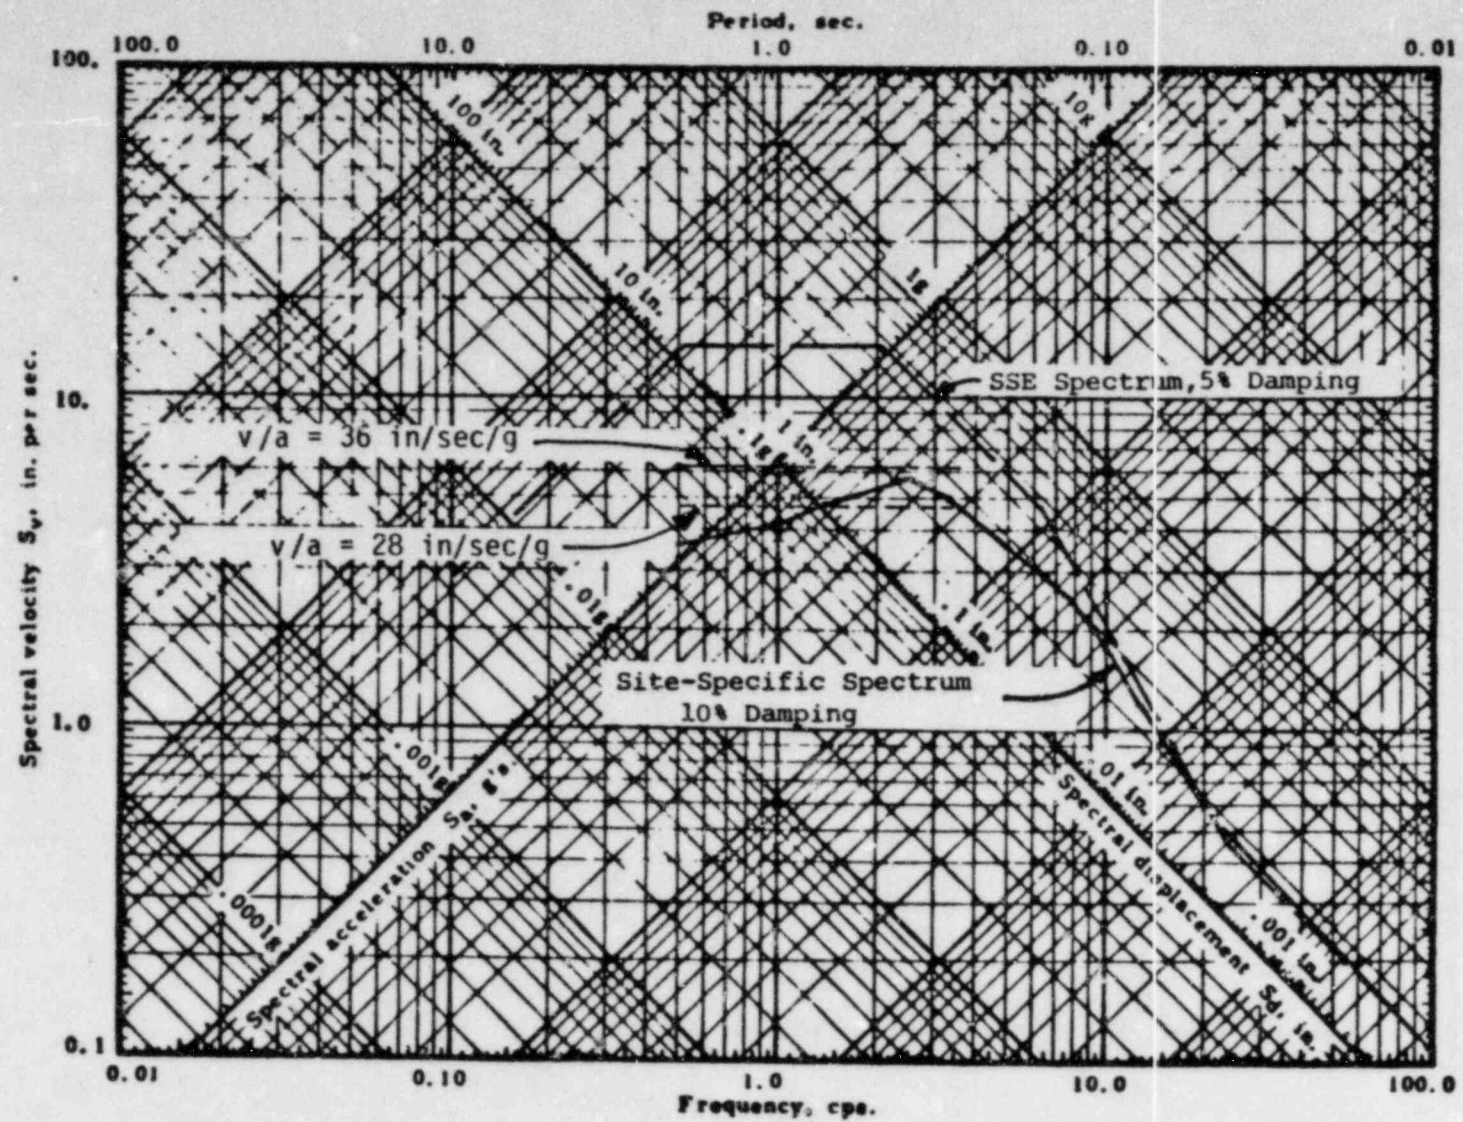 Period, sec.
100.0 10.0 1.0 0.10 0.01
100.
10.
1.0
0.1
Spectral velocity Sv, in. per sec.
100 in.
10g
10 in.
1g
SSE Spectrum,5% Damping
v/a = 36 in/sec/g
.1g
1 in.
v/a = 28 in/sec/g
.01g
.1 in.
Site-Specific Spectrum
10% Damping
.001g
.01 in.
.0001g
.001 in.
Spectral acceleration Sa, g's
Spectral displacement Sd, in.
0.01 0.10 1.0 10.0 100.0
Frequency, cps.